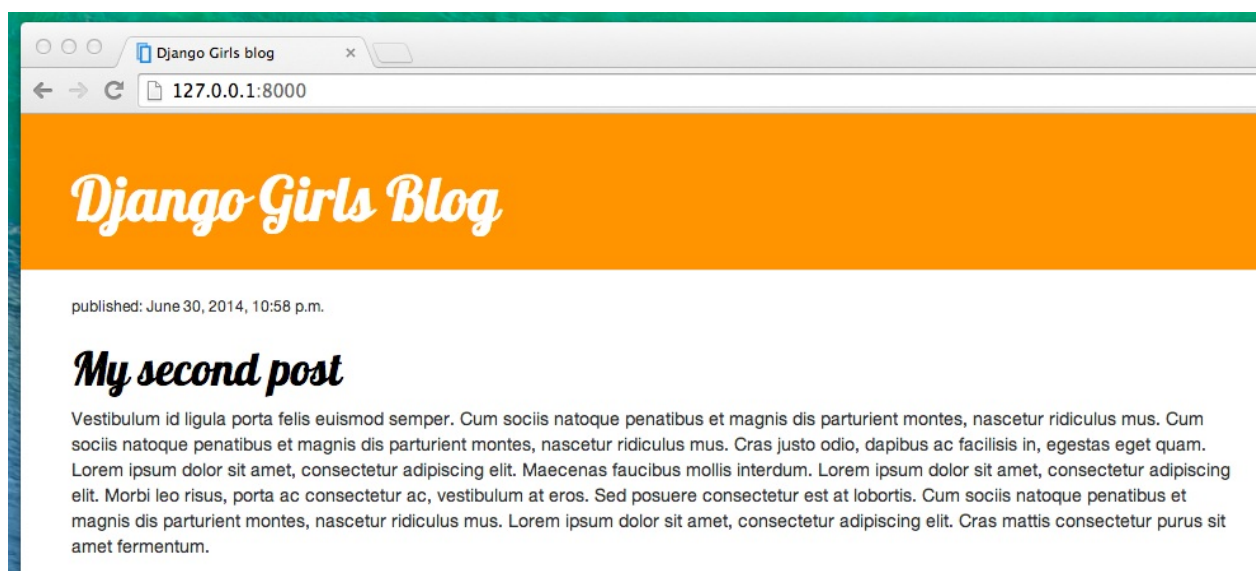 Django Girls blog
127.0.0.1:8000
Django Girls Blog
published: June 30, 2014, 10:58 p.m.
My second post
Vestibulum id ligula porta felis euismod semper. Cum sociis natoque penatibus et magnis dis parturient montes, nascetur ridiculus mus. Cum
sociis natoque penatibus et magnis dis parturient montes, nascetur ridiculus mus. Cras justo odio, dapibus ac facilisis in, egestas eget quam.
Lorem ipsum dolor sit amet, consectetur adipiscing elit. Maecenas faucibus mollis interdum. Lorem ipsum dolor sit amet, consectetur adipiscing
elit. Morbi leo risus, porta ac consectetur ac, vestibulum at eros. Sed posuere consectetur est at lobortis. Cum sociis natoque penatibus et
magnis dis parturient montes, nascetur ridiculus mus. Lorem ipsum dolor sit amet, consectetur adipiscing elit. Cras mattis consectetur purus sit
amet fermentum.